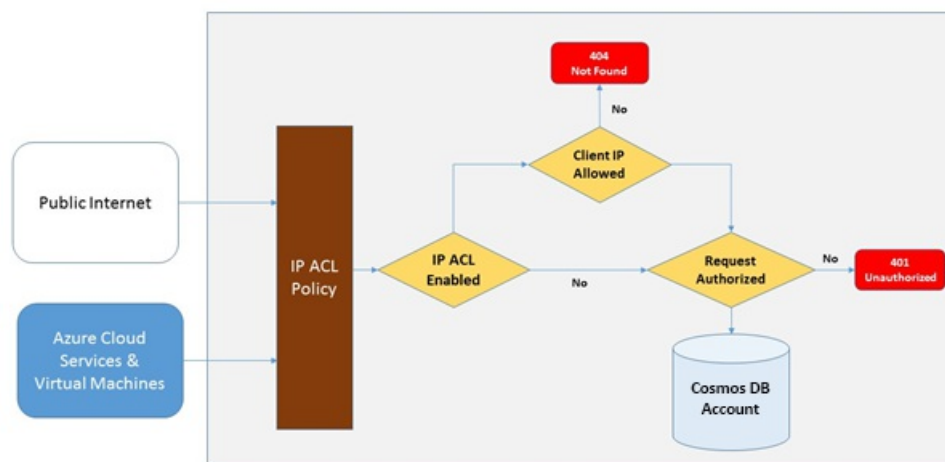 404
Not Found
No
Client IP
Allowed
Public Internet
IP ACL
Policy
IP ACL
Enabled
No
Request
Authorized
No
401
Unauthorized
Azure Cloud
Services &
Virtual Machines
Cosmos DB
Account